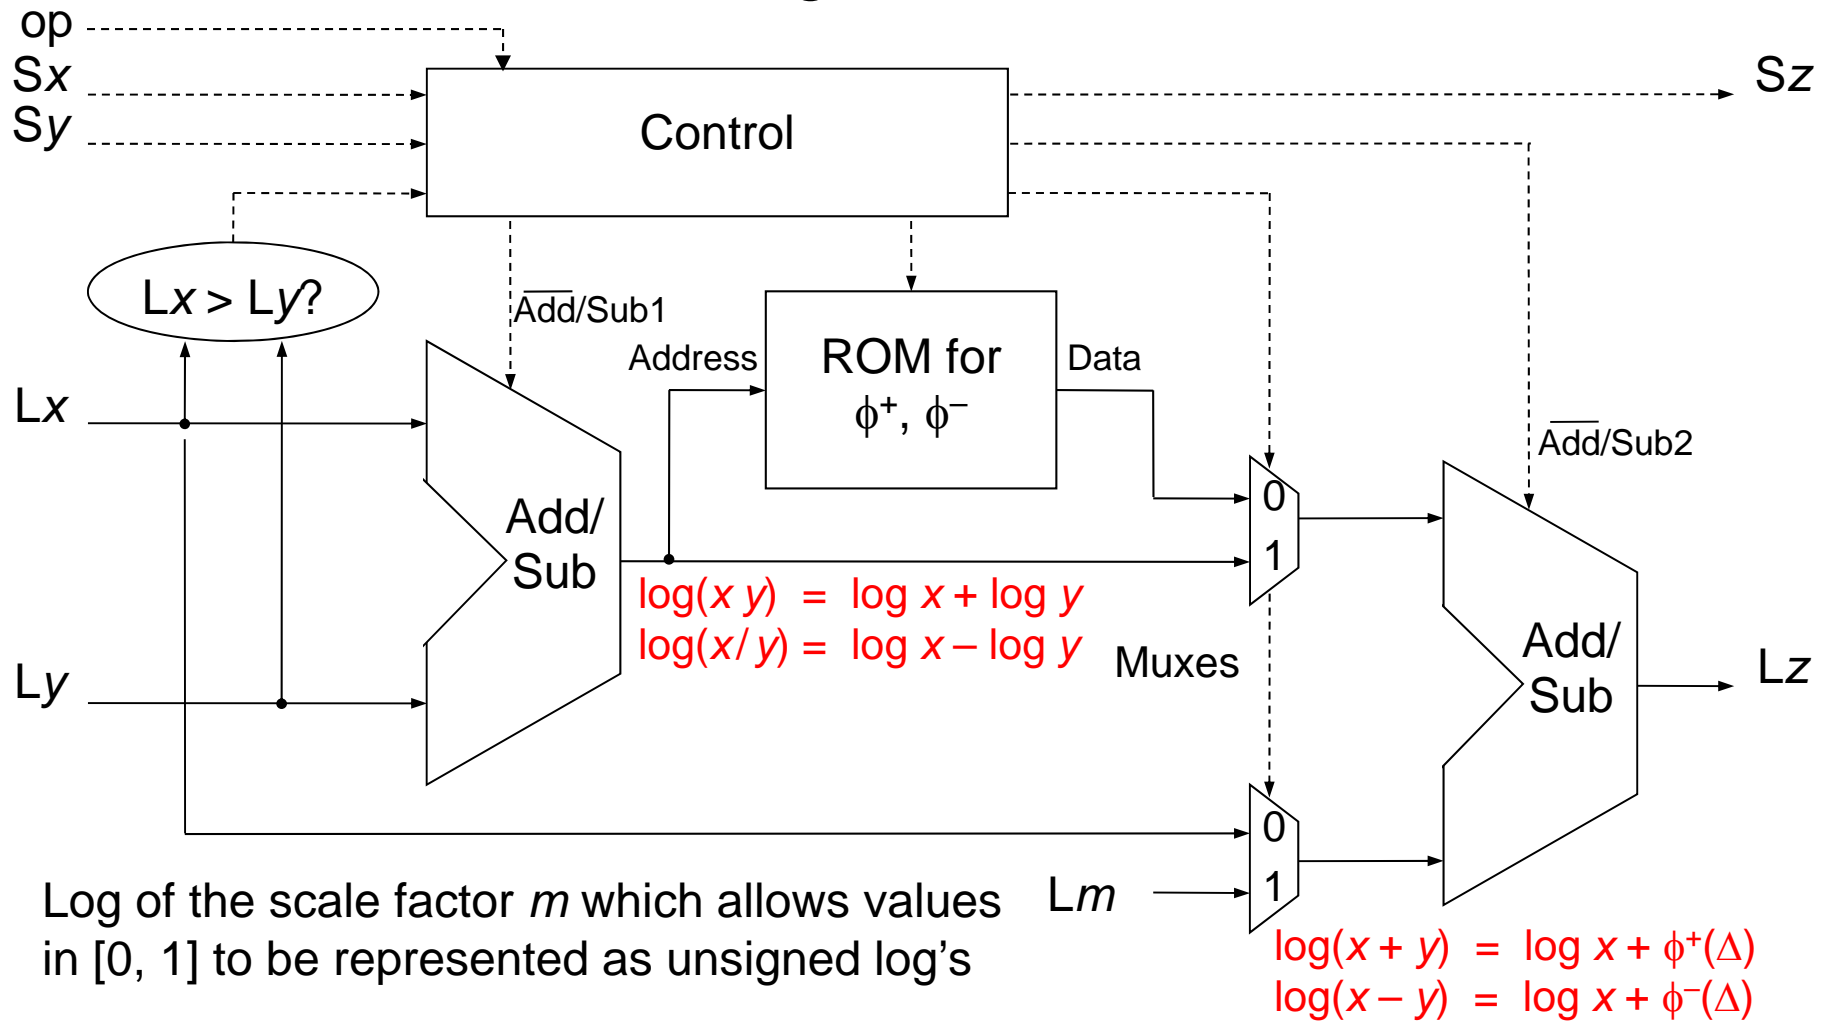 op
Sx
Sy
Control
Sz
Lx > Ly?
A̅d̅d̅/Sub1
Address
ROM for
ϕ⁺, ϕ⁻
Data
Lx
A̅d̅d̅/Sub2
0
1
Add/
Sub
log(x y) = log x + log y
log(x/ y) = log x – log y
Muxes
Add/
Sub
Ly
Lz
0
1
Lm
Log of the scale factor m which allows values
in [0, 1] to be represented as unsigned log's
log(x + y) = log x + ϕ⁺(Δ)
log(x – y) = log x + ϕ⁻(Δ)